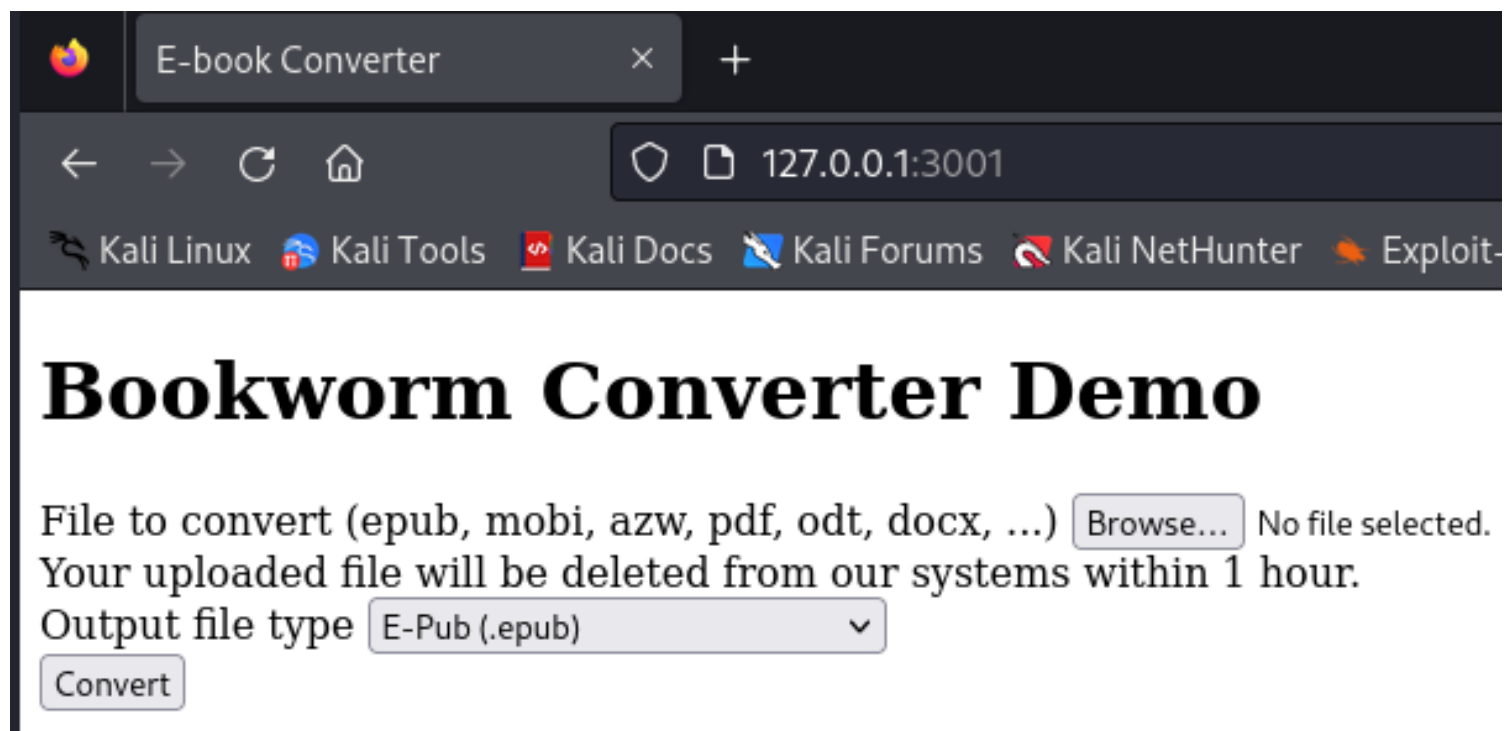 E-book Converter
127.0.0.1:3001
Kali Linux Kali Tools Kali Docs Kali Forums Kali NetHunter Exploit-
Bookworm Converter Demo
File to convert (epub, mobi, azw, pdf, odt, docx, ...) Browse... No file selected.
Your uploaded file will be deleted from our systems within 1 hour.
Output file type E-Pub (.epub)
Convert